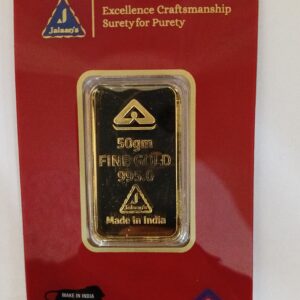 J
Jalaan's
Excellence Craftsmanship
Surety for Purety
50gm
FINE GOLD
995.0
J
Jalaan's
Made in India
MAKE IN INDIA